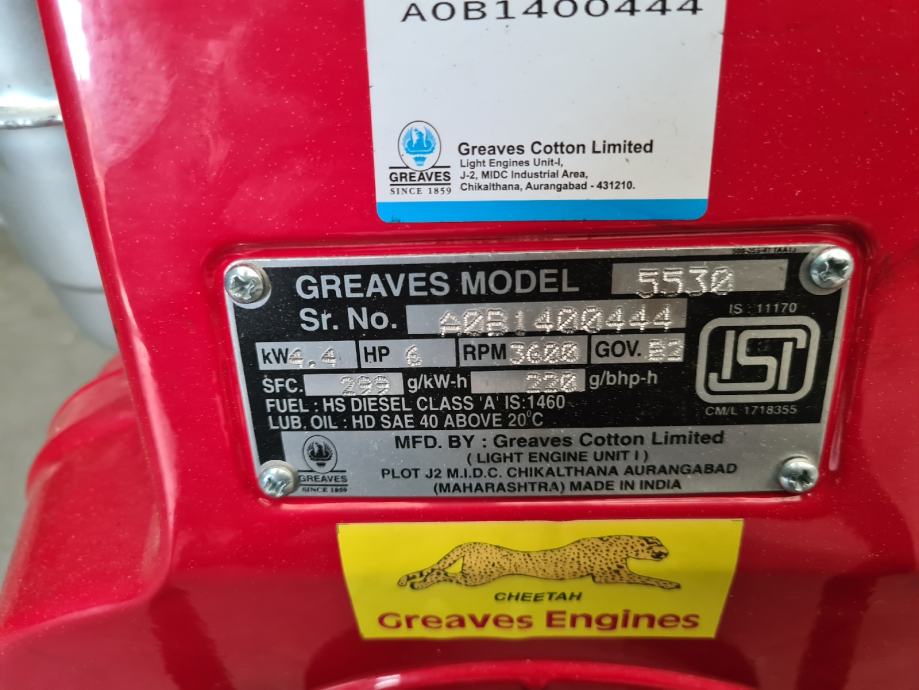 A0B1400444
GREAVES
SINCE 1859
Greaves Cotton Limited
Light Engines Unit-I,
J-2, MIDC Industrial Area,
Chikalthana, Aurangabad - 431210.
GREAVES MODEL 5530
Sr. No. A0B1400444
IS : 11170
kW 4.4 HP 6 RPM 3600 GOV. B2
SFC. 299 g/kW-h 220 g/bhp-h
FUEL : HS DIESEL CLASS 'A' IS:1460
LUB. OIL : HD SAE 40 ABOVE 20°C
ISI
CM/L 1718355
GREAVES
SINCE 1859
MFD. BY : Greaves Cotton Limited
( LIGHT ENGINE UNIT I )
PLOT J2 M.I.D.C. CHIKALTHANA AURANGABAD
(MAHARASHTRA) MADE IN INDIA
CHEETAH
Greaves Engines